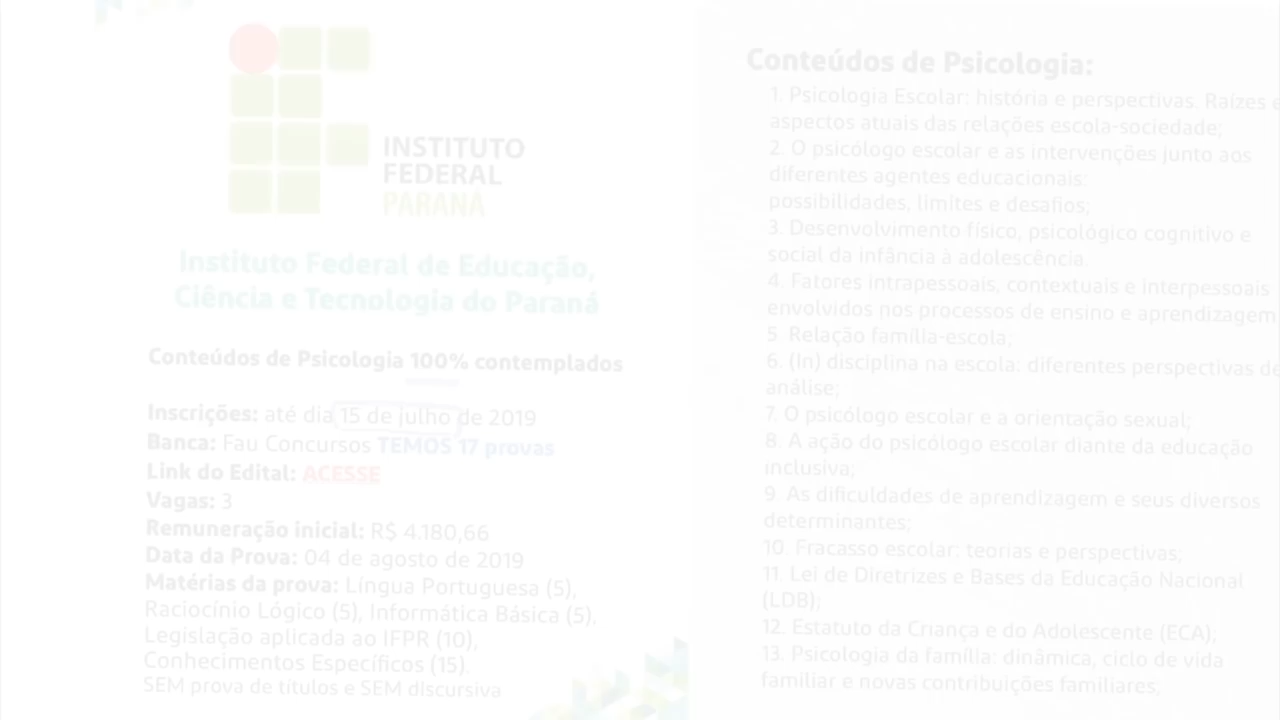 INSTITUTO
FEDERAL
PARANÁ
Instituto Federal de Educação,
Ciência e Tecnologia do Paraná
Conteúdos de Psicologia 100% contemplados
Inscrições: até dia 15 de julho de 2019
Banca: Fau Concursos TEMOS 17 provas
Link do Edital: ACESSE
Vagas: 3
Remuneração inicial: R$ 4.180,66
Data da Prova: 04 de agosto de 2019
Matérias da prova: Língua Portuguesa (5),
Raciocínio Lógico (5), Informática Básica (5).
Legislação aplicada ao IFPR (10),
Conhecimentos Específicos (15).
SEM prova de títulos e SEM discursiva
Conteúdos de Psicologia:
1. Psicologia Escolar: história e perspectivas. Raízes e
aspectos atuais das relações escola-sociedade;
2. O psicólogo escolar e as intervenções junto aos
diferentes agentes educacionais:
possibilidades, limites e desafios;
3. Desenvolvimento físico, psicológico cognitivo e
social da infância à adolescência.
4. Fatores intrapessoais, contextuais e interpessoais
envolvidos nos processos de ensino e aprendizagem
5 Relação família-escola;
6. (In) disciplina na escola: diferentes perspectivas de
análise;
7. O psicólogo escolar e a orientação sexual;
8. A ação do psicólogo escolar diante da educação
inclusiva;
9. As dificuldades de aprendizagem e seus diversos
determinantes;
10. Fracasso escolar: teorias e perspectivas;
11. Lei de Diretrizes e Bases da Educação Nacional
(LDB);
12. Estatuto da Criança e do Adolescente (ECA);
13. Psicologia da família: dinâmica, ciclo de vida
familiar e novas contribuições familiares;